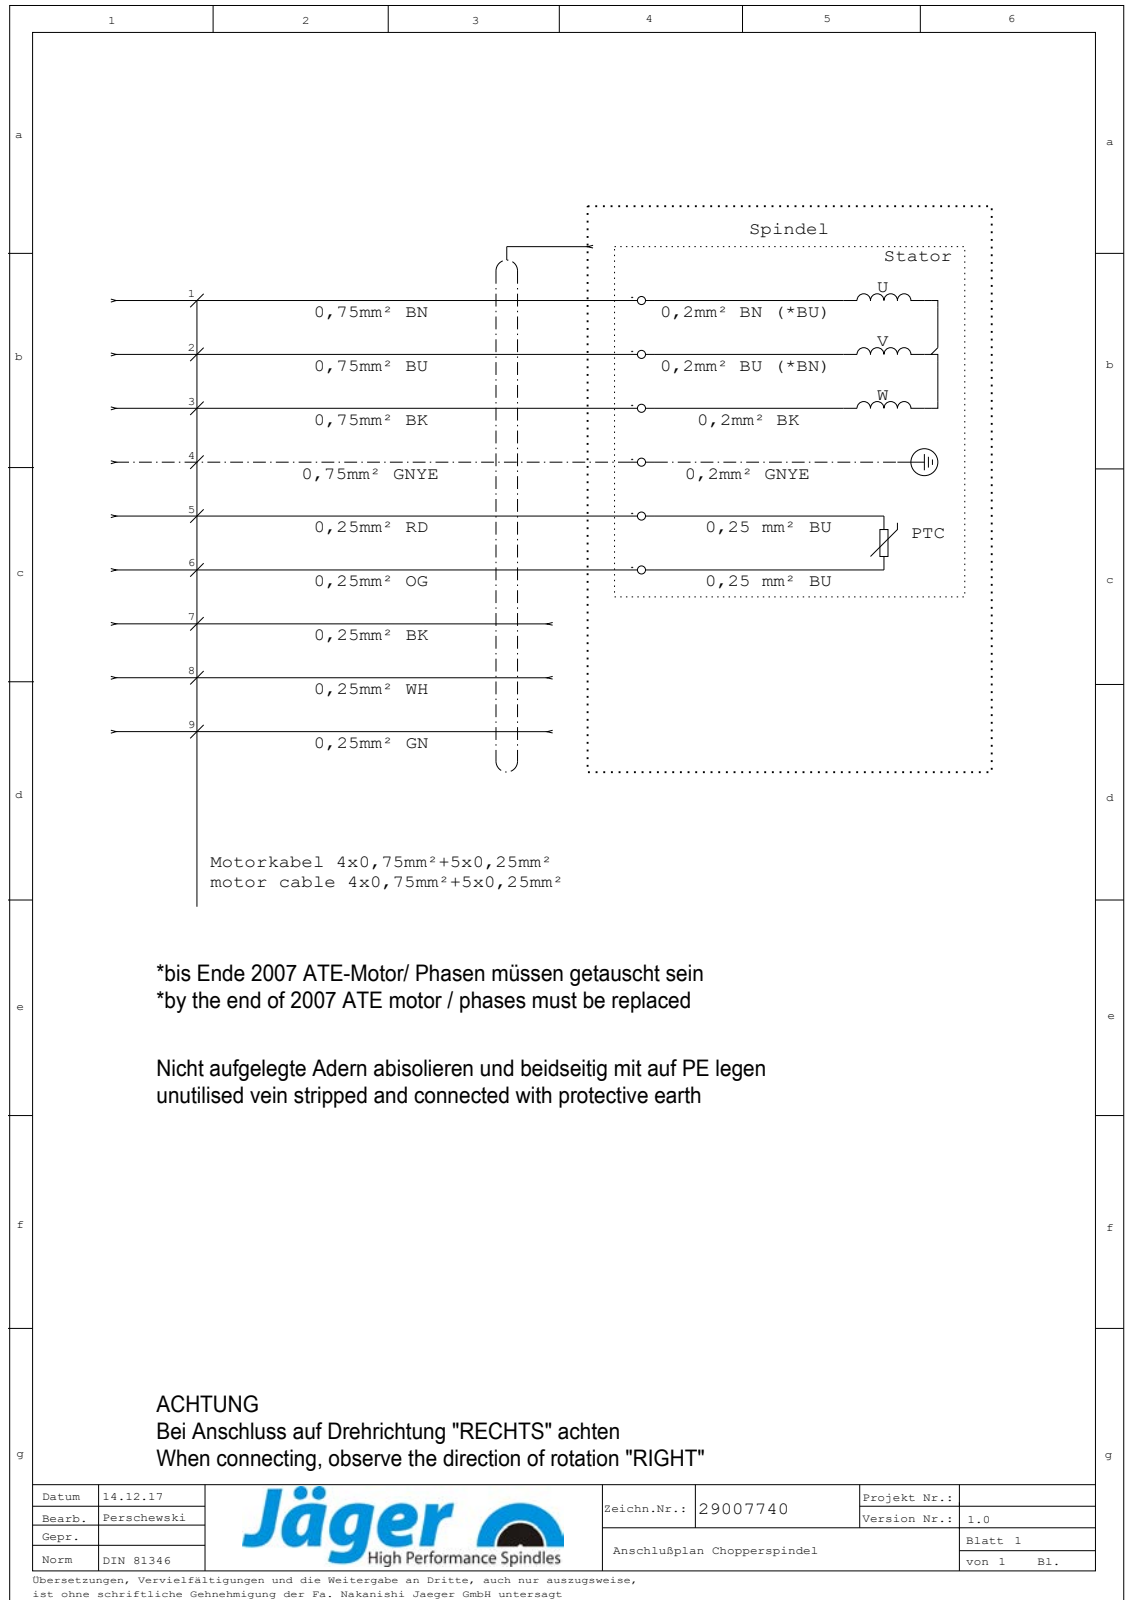 1 2 3 4 5 6
a a
Spindel
Stator
b b
1 U
0,75mm² BN 0,2mm² BN (*BU)
2 V
0,75mm² BU 0,2mm² BU (*BN)
3 W
0,75mm² BK 0,2mm² BK
4
0,75mm² GNYE 0,2mm² GNYE
5
0,25mm² RD 0,25 mm² BU PTC
c c
6
0,25mm² OG 0,25 mm² BU
7
0,25mm² BK
8
0,25mm² WH
9
0,25mm² GN
d d
Motorkabel 4x0,75mm²+5x0,25mm²
motor cable 4x0,75mm²+5x0,25mm²
*bis Ende 2007 ATE-Motor/ Phasen müssen getauscht sein
*by the end of 2007 ATE motor / phases must be replaced
e e
Nicht aufgelegte Adern abisolieren und beidseitig mit auf PE legen
unutilised vein stripped and connected with protective earth
f f
ACHTUNG
Bei Anschluss auf Drehrichtung "RECHTS" achten
When connecting, observe the direction of rotation "RIGHT"
g g
Datum 14.12.17
Bearb. Perschewski
Gepr.
Norm DIN 81346
Jäger
High Performance Spindles
Zeichn.Nr.: 29007740
Anschlußplan Chopperspindel
Projekt Nr.:
Version Nr.: 1.0
Blatt 1
von 1 Bl.
Übersetzungen, Vervielfältigungen und die Weitergabe an Dritte, auch nur auszugsweise,
ist ohne schriftliche Gehnehmigung der Fa. Nakanishi Jaeger GmbH untersagt